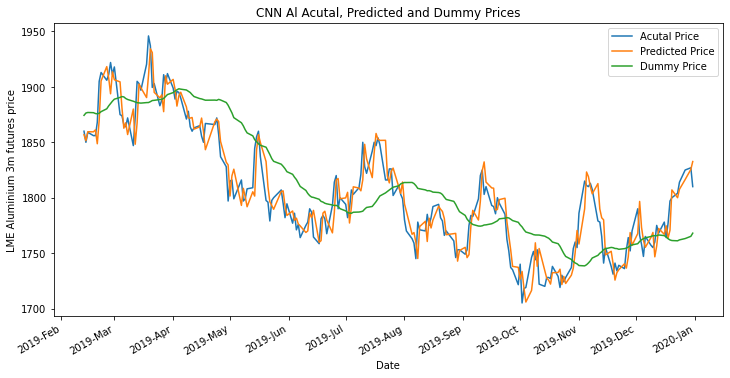 CNN Al Acutal, Predicted and Dummy Prices
Acutal Price
Predicted Price
Dummy Price
LME Aluminium 3m futures price
1950
1900
1850
1800
1750
1700
2019-Feb
2019-Mar
2019-Apr
2019-May
2019-Jun
2019-Jul
2019-Aug
2019-Sep
2019-Oct
2019-Nov
2019-Dec
2020-Jan
Date